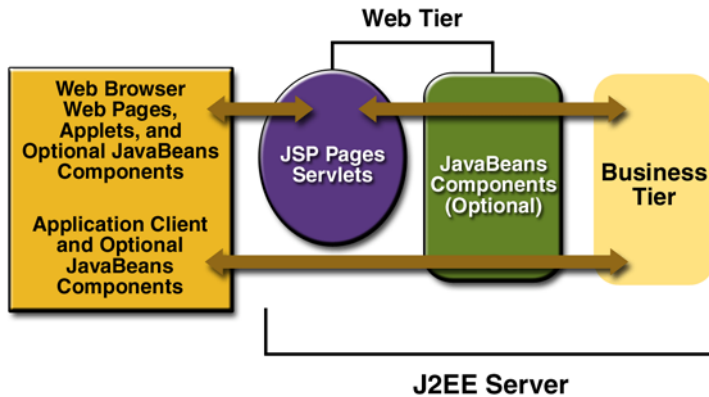 Web Tier
Web Browser
Web Pages,
Applets, and
Optional JavaBeans
Components
Application Client
and Optional
JavaBeans
Components
JSP Pages
Servlets
JavaBeans
Components
(Optional)
Business
Tier
J2EE Server